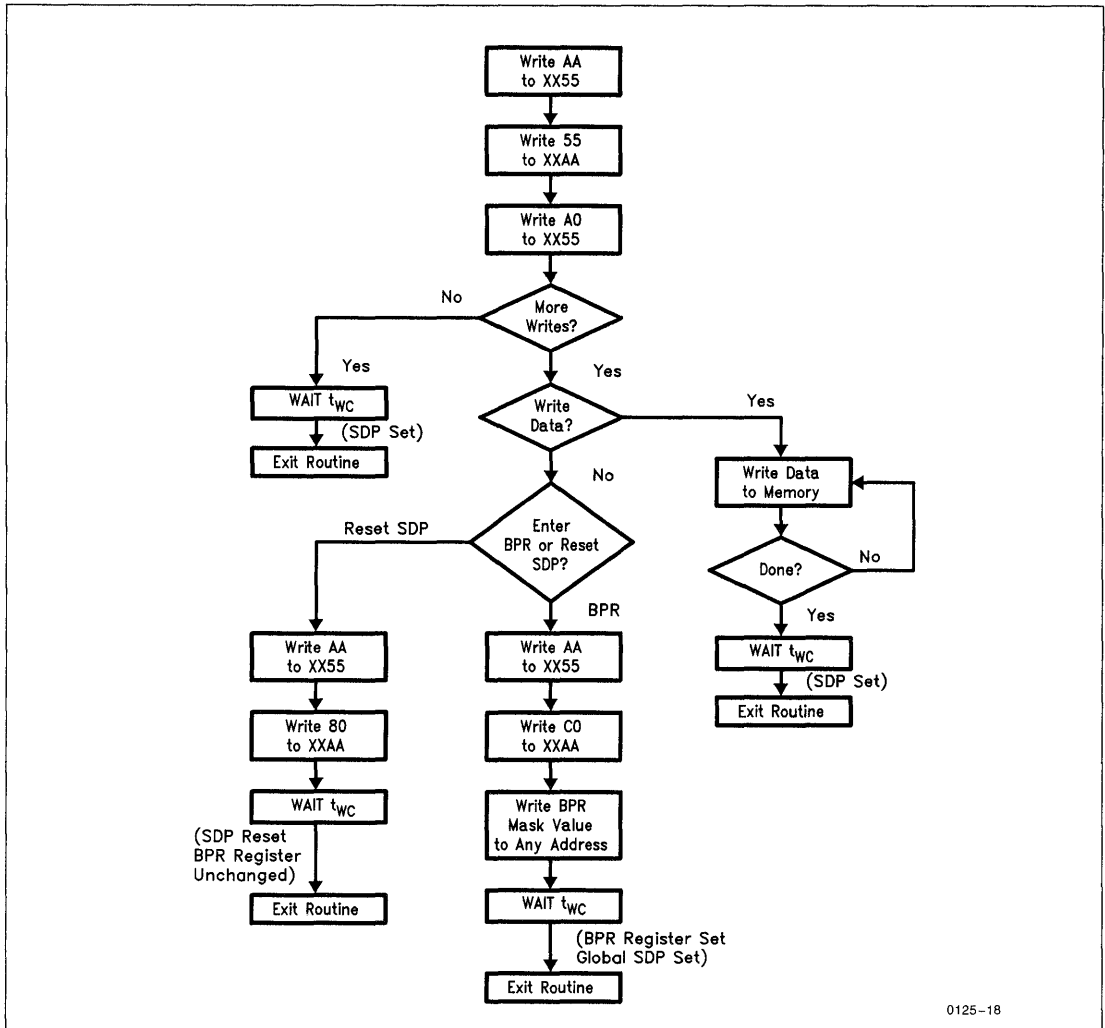 Write AA
to XX55
Write 55
to XXAA
Write A0
to XX55
More
Writes?
No
Yes
WAIT tWC
(SDP Set)
Exit Routine
Yes
Write
Data?
Yes
Write Data
to Memory
Done?
No
Yes
WAIT tWC
(SDP Set)
Exit Routine
No
Enter
BPR or Reset
SDP?
Reset SDP
Write AA
to XX55
Write 80
to XXAA
WAIT tWC
(SDP Reset
BPR Register
Unchanged)
Exit Routine
BPR
Write AA
to XX55
Write C0
to XXAA
Write BPR
Mask Value
to Any Address
WAIT tWC
(BPR Register Set
Global SDP Set)
Exit Routine
0125-18